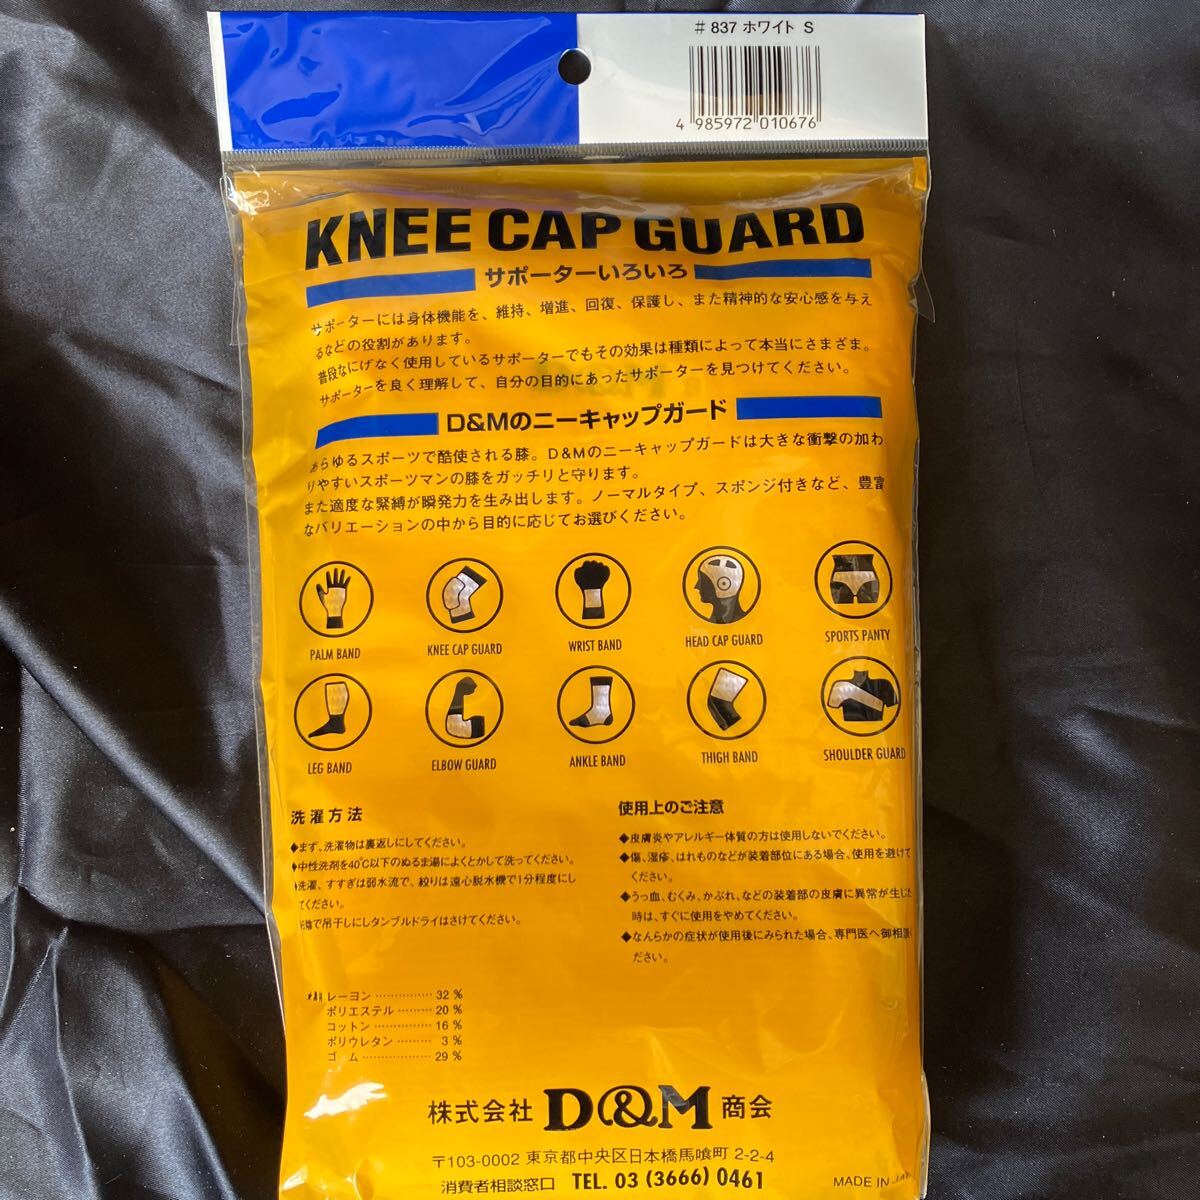 # 837 ホワイト S
4 985972 010676
KNEE CAP GUARD
サポーターいろいろ
サポーターには身体機能を、維持、増進、回復、保護し、また精神的な安心感を与え
るなどの役割があります。
普段なにげなく使用しているサポーターでもその効果は種類によって本当にさまざま。
サポーターを良く理解して、自分の目的にあったサポーターを見つけてください。
D&Mのニーキャップガード
あらゆるスポーツで酷使される膝。D&Mのニーキャップガードは大きな衝撃の加わ
りやすいスポーツマンの膝をガッチリと守ります。
また適度な緊縛が瞬発力を生み出します。ノーマルタイプ、スポンジ付きなど、豊富
なバリエーションの中から目的に応じてお選びください。
PALM BAND
KNEE CAP GUARD
WRIST BAND
HEAD CAP GUARD
SPORTS PANTY
LEG BAND
ELBOW GUARD
ANKLE BAND
THIGH BAND
SHOULDER GUARD
洗濯方法
◆まず、洗濯物は裏返しにしてください。
◆中性洗剤を40℃以下のぬるま湯によくとかして洗ってください。
◆洗濯、すすぎは弱水流で、絞りは遠心脱水機で1分程度にし
てください。
陰で吊干しにしタンブルドライはさけてください。
使用上のご注意
◆皮膚炎やアレルギー体質の方は使用しないでください。
◆傷、湿疹、はれものなどが装着部位にある場合、使用を避けて
ください。
◆うっ血、むくみ、かぶれ、などの装着部の皮膚に異常が生じた
時は、すぐに使用をやめてください。
◆なんらかの症状が使用後にみられた場合、専門医へ御相談く
ださい。
レーヨン ……………… 32 %
ポリエステル ……… 20 %
コットン ……………… 16 %
ポリウレタン ……… 3 %
ゴム ………………… 29 %
株式会社 D&M 商会
〒103-0002 東京都中央区日本橋馬喰町 2-2-4
消費者相談窓口 TEL. 03 (3666) 0461
MADE IN JAPAN